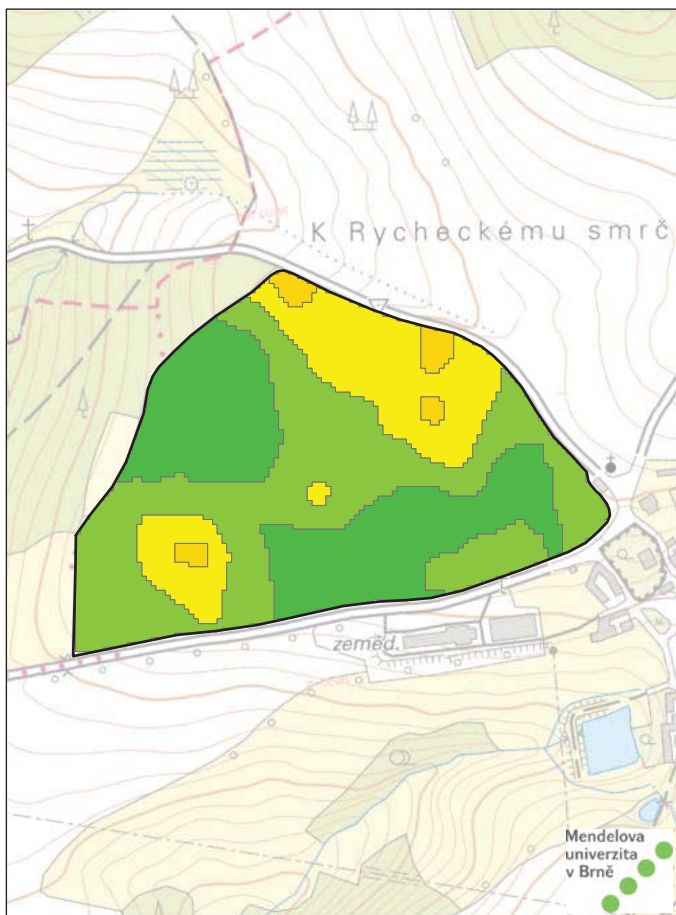 K Rycheckému smrč
zeměd.
Mendelova
univerzita
v Brně